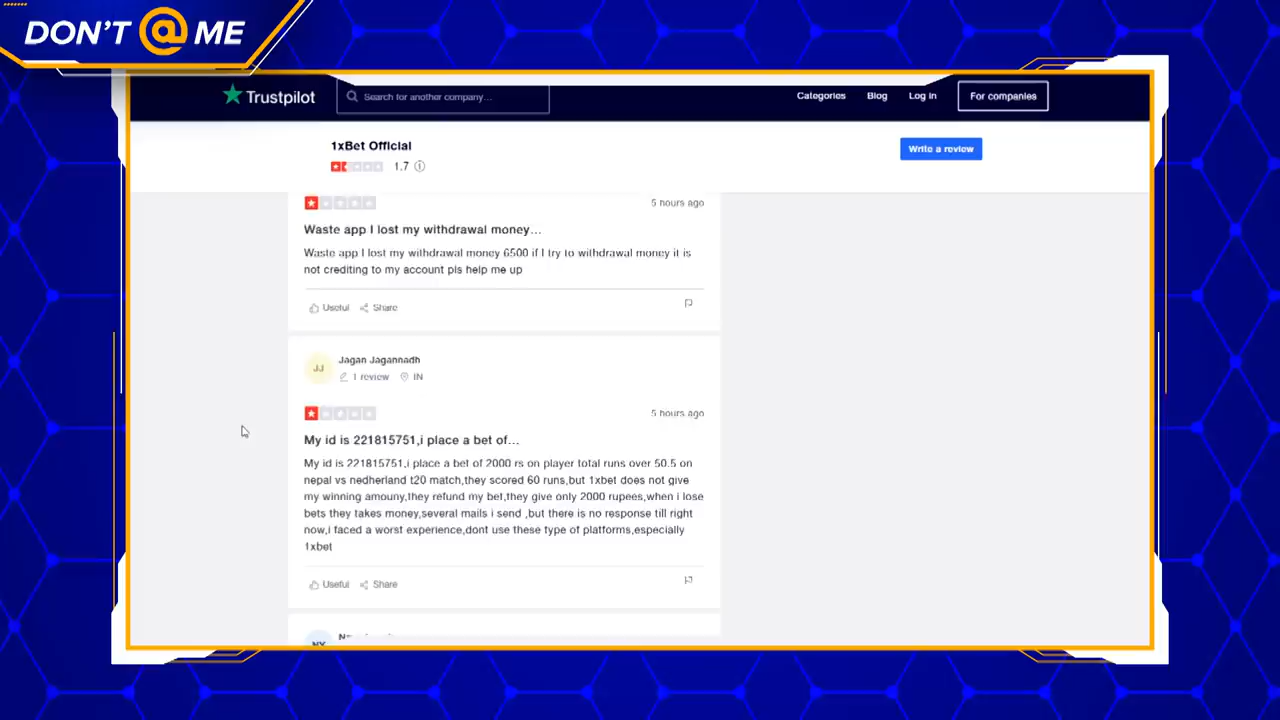 DON'T @ ME
Trustpilot
Search for another company...
Categories
Blog
Log in
For companies
1xBet Official
1.7
Write a review
5 hours ago
Waste app I lost my withdrawal money...
Waste app I lost my withdrawal money 6500 if I try to withdrawal money it is
not crediting to my account pls help me up
Useful
Share
JJ
Jagan Jagannadh
1 review
IN
5 hours ago
My id is 221815751,i place a bet of...
My id is 221815751,i place a bet of 2000 rs on player total runs over 50.5 on
nepal vs nedherland t20 match,they scored 60 runs,but 1xbet does not give
my winning amouny,they refund my bet,they give only 2000 rupees,when i lose
bets they takes money,several mails i send ,but there is no response till right
now,i faced a worst experience,dont use these type of platforms,especially
1xbet
Useful
Share